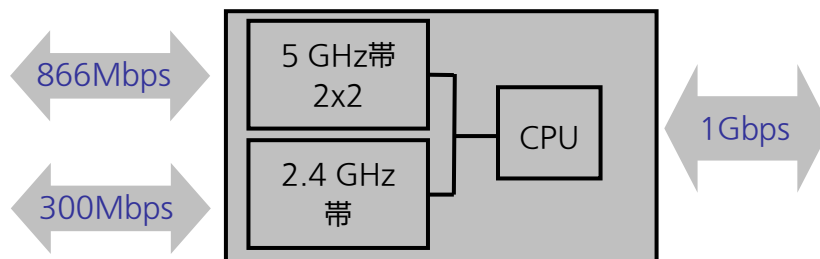 866Mbps
300Mbps
5 GHz帯
2x2
2.4 GHz
帯
CPU
1Gbps